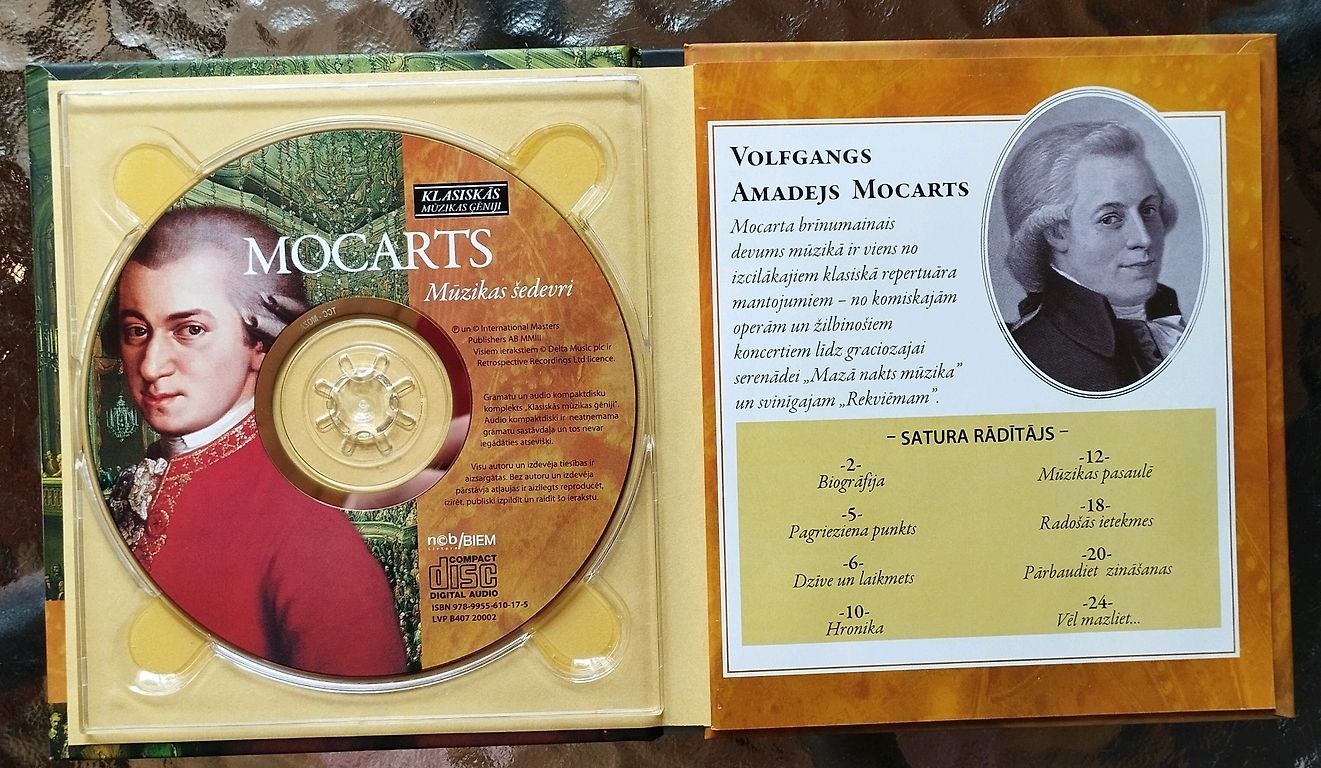 KLASISKĀS
MŪZIKAS ĢĒNIJI
MOCARTS
Mūzikas šedevri
℗ un © International Masters
Publishers AB MMIII
Visiem ierakstiem © Delta Music plc ir
Retrospective Recordings Ltd licence.
Grāmatu un audio kompaktdisku
komplekts „Klasiskās mūzikas ģēniji".
Audio kompaktdiski ir neatņemama
grāmatu sastāvdaļa un tos nevar
iegādāties atsevišķi.
Visu autoru un izdevēja tiesības ir
aizsargātas. Bez autoru un izdevēja
pārstāvja atļaujas ir aizliegts reproducēt,
izīrēt, publiski izpildīt un raidīt šo ierakstu.
n©b/BIEM
COMPACT
disc
DIGITAL AUDIO
ISBN 978-9955-610-17-5
LVP B407 20002
VOLFGANGS
AMADEJS MOCARTS
Mocarta brīnumainais
devums mūzikā ir viens no
izcilākajiem klasiskā repertuāra
mantojumiem – no komiskajām
operām un žilbinošiem
koncertiem līdz graciozajai
serenādei „Mazā nakts mūzika"
un svinīgajam „Rekviēmam".
– SATURA RĀDĪTĀJS –
-2-
Biogrāfija
-5-
Pagrieziena punkts
-6-
Dzīve un laikmets
-10-
Hronika
-12-
Mūzikas pasaulē
-18-
Radošās ietekmes
-20-
Pārbaudiet zināšanas
-24-
Vēl mazliet...